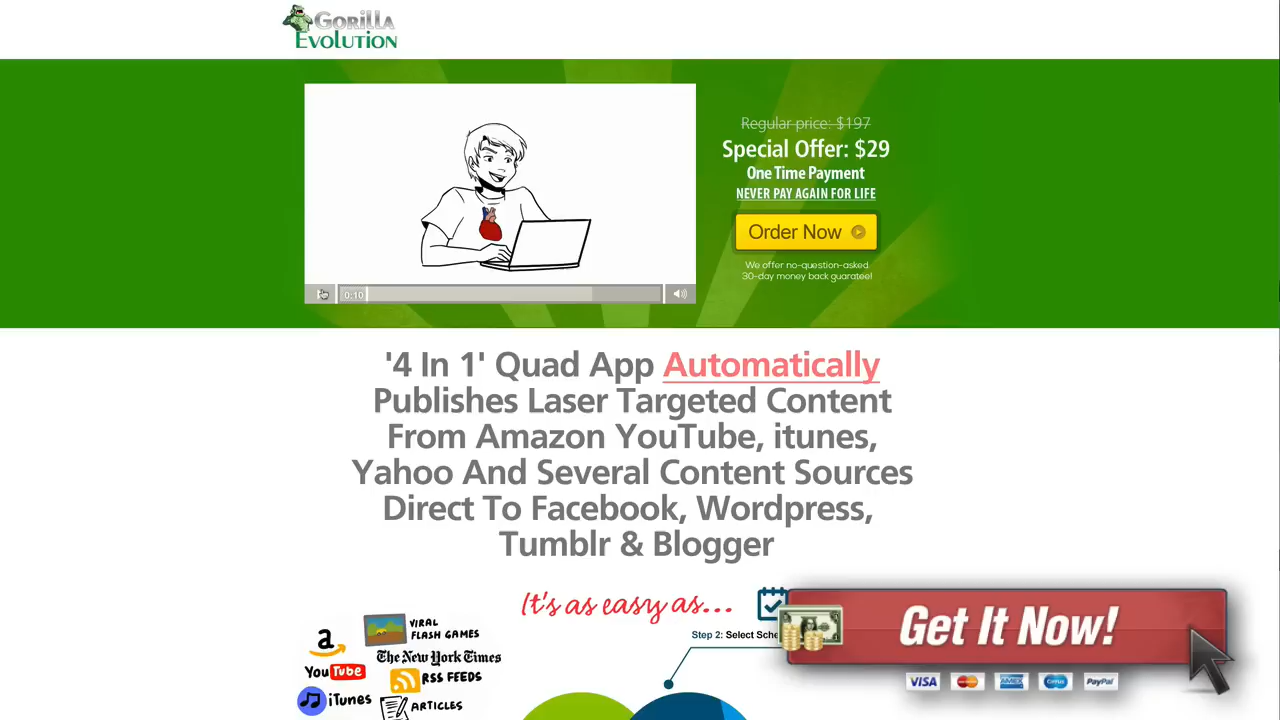 Gorilla
Evolution
Regular price: $197
Special Offer: $29
One Time Payment
NEVER PAY AGAIN FOR LIFE
Order Now
We offer no-question-asked
30-day money back guaratee!
0:10
'4 In 1' Quad App Automatically
Publishes Laser Targeted Content
From Amazon YouTube, itunes,
Yahoo And Several Content Sources
Direct To Facebook, Wordpress,
Tumblr & Blogger
It's as easy as...
Step 2: Select Sche
VIRAL
FLASH GAMES
a
The New York Times
YouTube
RSS FEEDS
iTunes
ARTICLES
Get It Now!
VISA
AMEX
Cirrus
PayPal